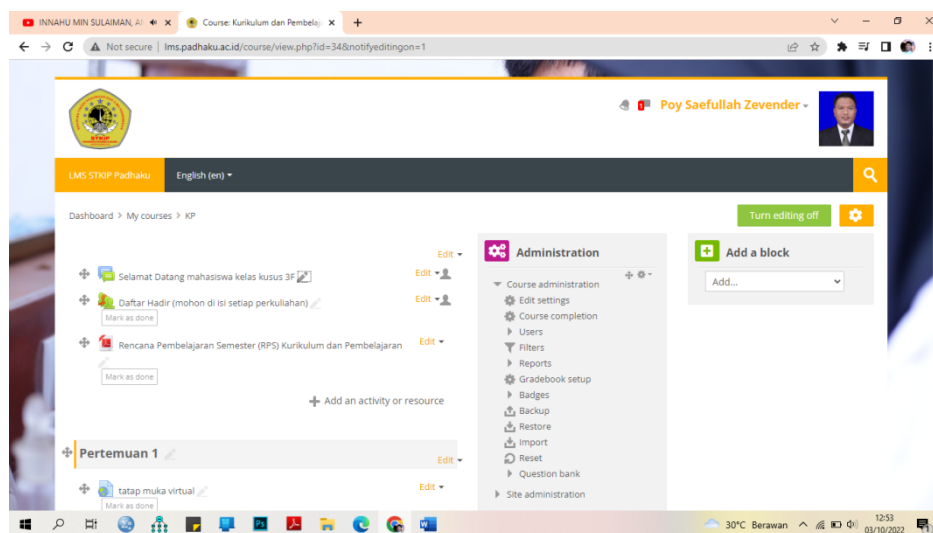 INNAHU MIN SULAIMAN, A
Course: Kurikulum dan Pembelaj
Not secure | lms.padhaku.ac.id/course/view.php?id=34&notifyeditingon=1
STKIP
1
Poy Saefullah Zevender
LMS STKIP Padhaku
English (en)
Dashboard > My courses > KP
Turn editing off
Edit
Selamat Datang mahasiswa kelas kusus 3F
Edit
Daftar Hadir (mohon di isi setiap perkuliahan)
Edit
Mark as done
Rencana Pembelajaran Semester (RPS) Kurikulum dan Pembelajaran
Edit
Mark as done
Add an activity or resource
Pertemuan 1
Edit
tatap muka virtual
Edit
Mark as done
Administration
Course administration
Edit settings
Course completion
Users
Filters
Reports
Gradebook setup
Badges
Backup
Restore
Import
Reset
Question bank
Site administration
Add a block
Add...
Ps
30°C Berawan
12:53
03/10/2022